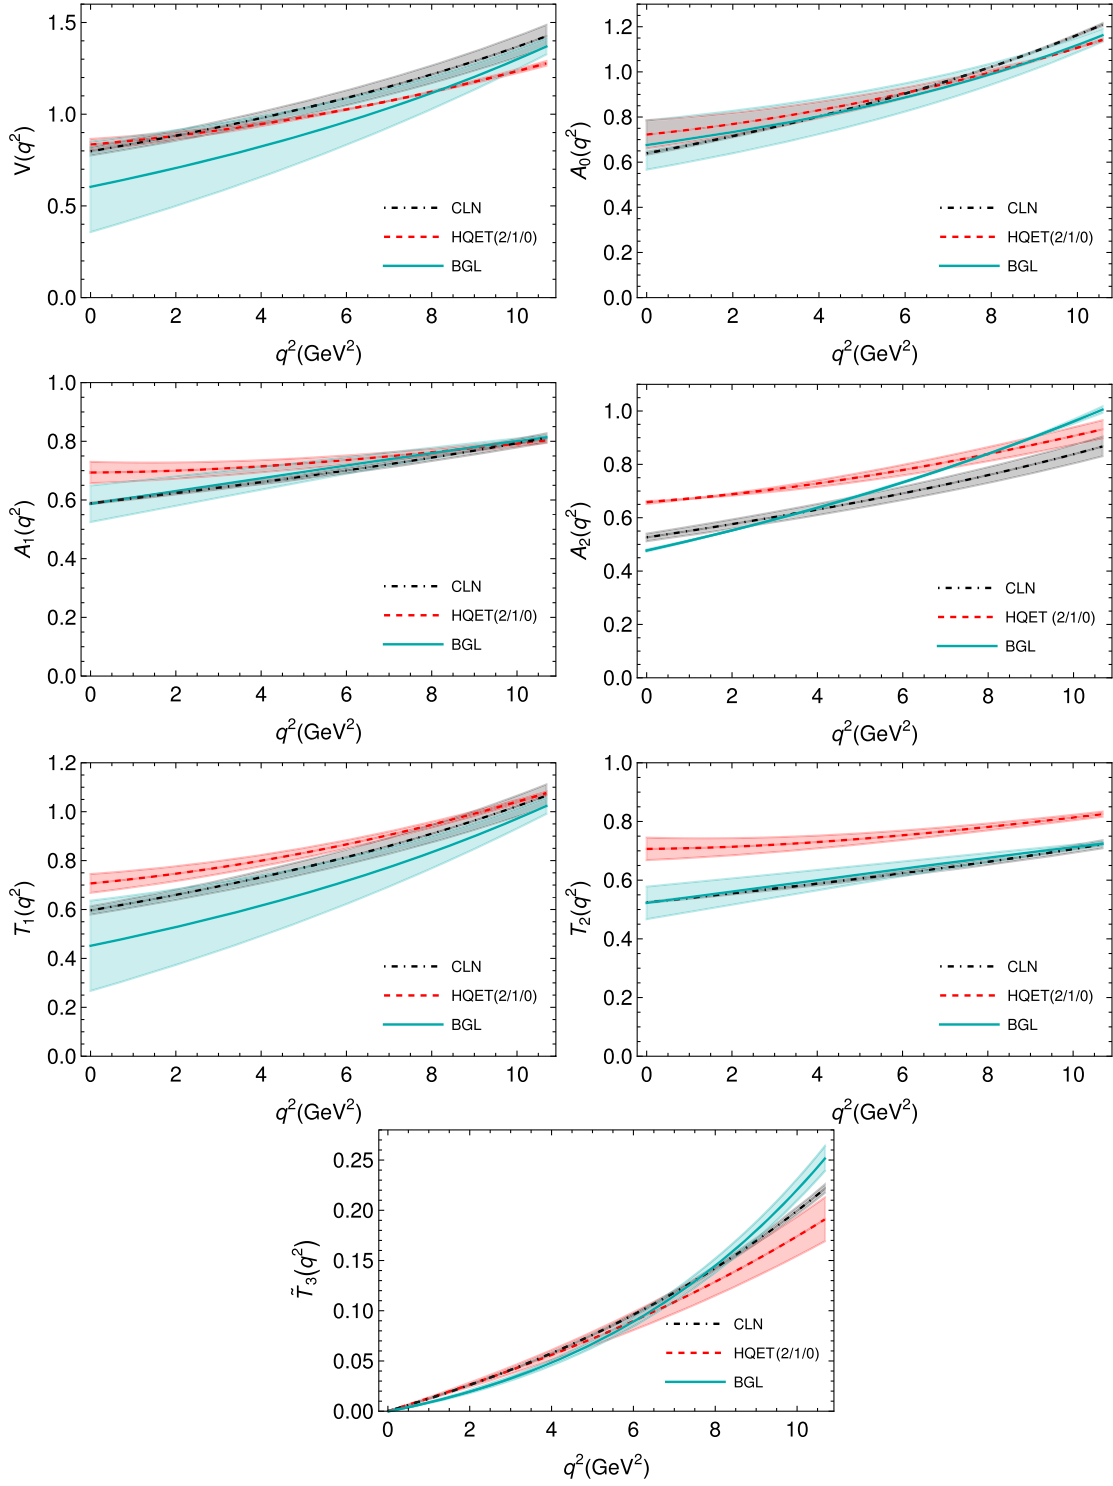 V(q²)
1.5
1.0
0.5
0.0
0 2 4 6 8 10
q²(GeV²)
CLN
HQET(2/1/0)
BGL
A₀(q²)
1.2
1.0
0.8
0.6
0.4
0.2
0.0
0 2 4 6 8 10
q²(GeV²)
CLN
HQET(2/1/0)
BGL
A₁(q²)
1.0
0.8
0.6
0.4
0.2
0.0
0 2 4 6 8 10
q²(GeV²)
CLN
HQET(2/1/0)
BGL
A₂(q²)
1.0
0.8
0.6
0.4
0.2
0.0
0 2 4 6 8 10
q²(GeV²)
CLN
HQET (2/1/0)
BGL
T₁(q²)
1.2
1.0
0.8
0.6
0.4
0.2
0.0
0 2 4 6 8 10
q²(GeV²)
CLN
HQET(2/1/0)
BGL
T₂(q²)
1.0
0.8
0.6
0.4
0.2
0.0
0 2 4 6 8 10
q²(GeV²)
CLN
HQET(2/1/0)
BGL
T̃₃(q²)
0.25
0.20
0.15
0.10
0.05
0.00
0 2 4 6 8 10
q²(GeV²)
CLN
HQET(2/1/0)
BGL